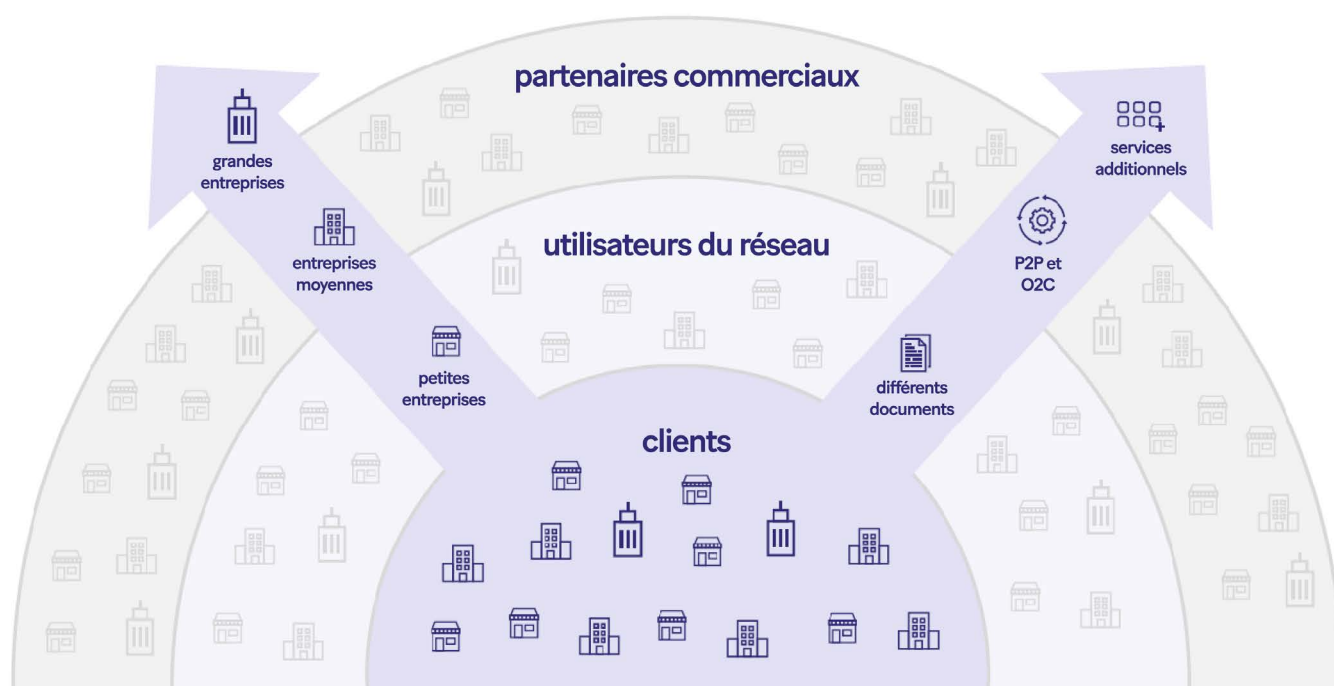 partenaires commerciaux
grandes
entreprises
services
additionnels
utilisateurs du réseau
entreprises
moyennes
P2P et
O2C
petites
entreprises
différents
documents
clients